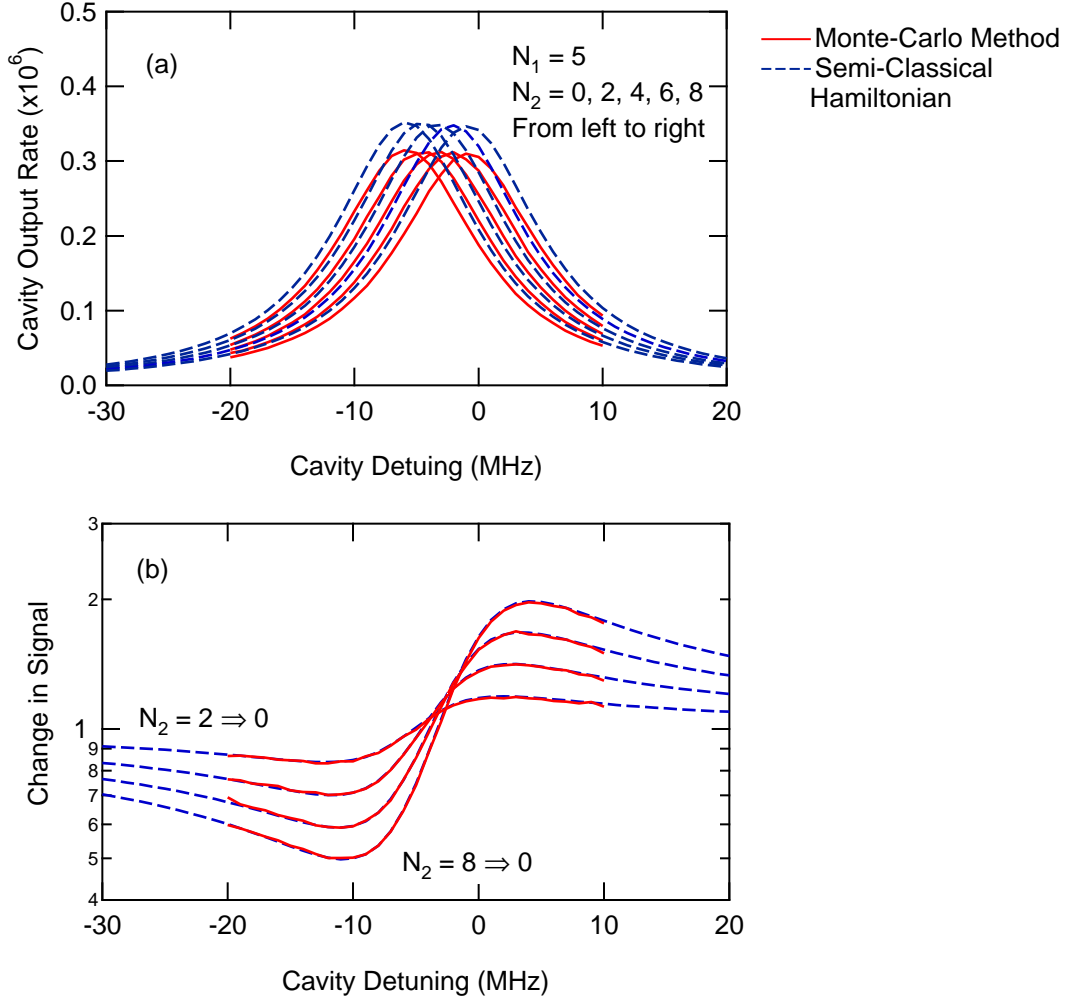 0.5
0.4
0.3
0.2
0.1
0.0
Cavity Output Rate (x10⁶)
(a)
N₁ = 5
N₂ = 0, 2, 4, 6, 8
From left to right
Monte-Carlo Method
Semi-Classical
Hamiltonian
-30 -20 -10 0 10 20
Cavity Detuing (MHz)
3
2
1
9
8
7
6
5
4
Change in Signal
(b)
N₂ = 2 ⇒ 0
N₂ = 8 ⇒ 0
-30 -20 -10 0 10 20
Cavity Detuning (MHz)